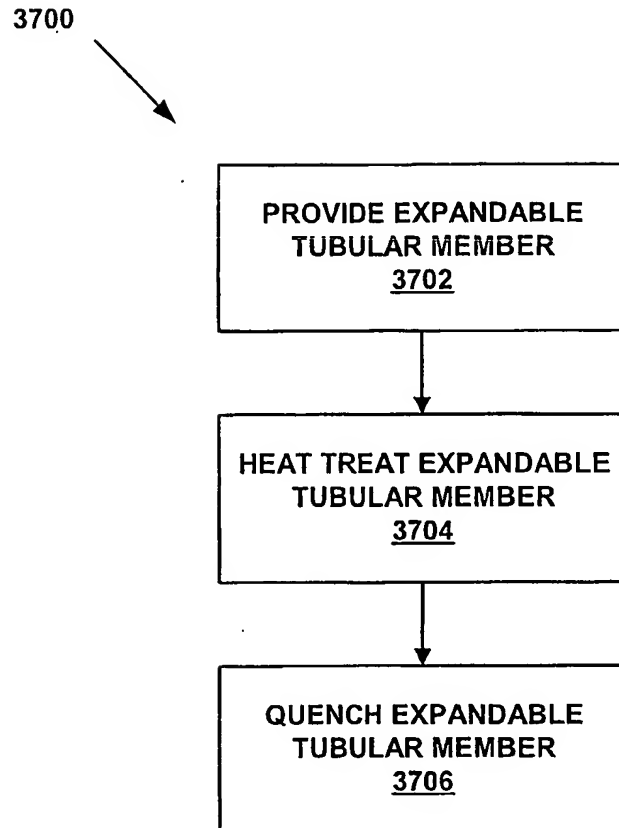 3700
PROVIDE EXPANDABLE
TUBULAR MEMBER
3702
HEAT TREAT EXPANDABLE
TUBULAR MEMBER
3704
QUENCH EXPANDABLE
TUBULAR MEMBER
3706